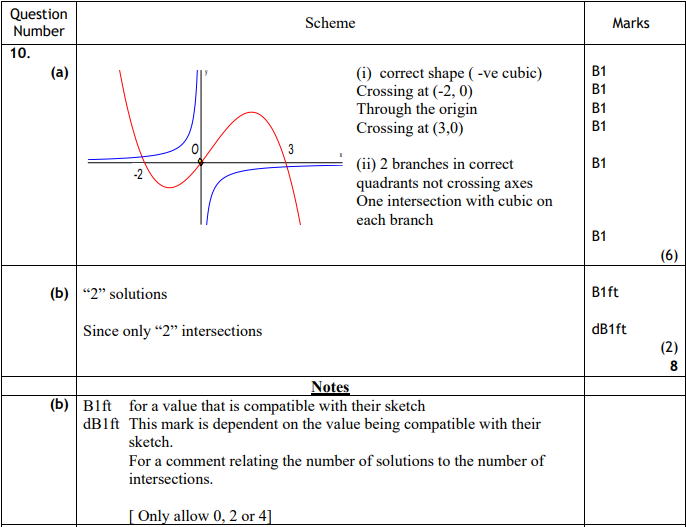 Question
Number
Scheme
Marks
10.
(a)
y
O
3
x
-2
(i) correct shape ( -ve cubic)
B1
Crossing at (-2, 0)
B1
Through the origin
B1
Crossing at (3,0)
B1
(ii) 2 branches in correct
B1
quadrants not crossing axes
One intersection with cubic on
each branch
B1
(6)
(b)
“2” solutions
B1ft
Since only “2” intersections
dB1ft
(2)
8
Notes
(b)
B1ft for a value that is compatible with their sketch
dB1ft This mark is dependent on the value being compatible with their
sketch.
For a comment relating the number of solutions to the number of
intersections.
[ Only allow 0, 2 or 4]